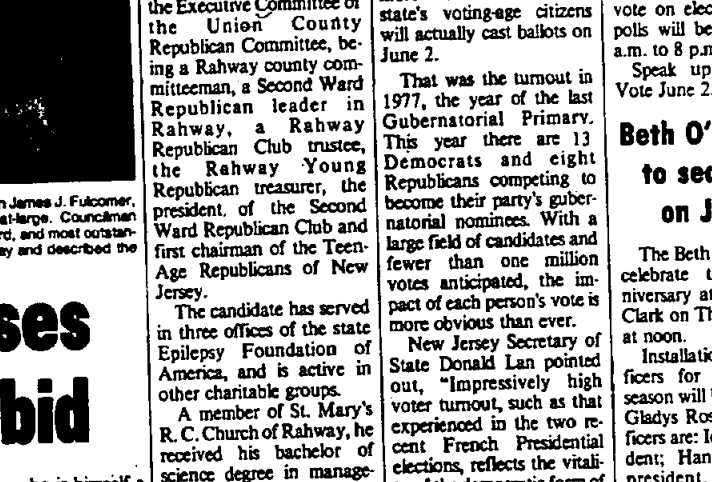 n James J. Fulcomer,
at-large. Councilman
rd, and most outstan-
ay and described the
ses
bid
he is himself a
the Executive Committee of
the Union County
Republican Committee, be-
ing a Rahway county com-
mitteeman, a Second Ward
Republican leader in
Rahway, a Rahway
Republican Club trustee,
the Rahway Young
Republican treasurer, the
president of the Second
Ward Republican Club and
first chairman of the Teen-
Age Republicans of New
Jersey.
The candidate has served
in three offices of the state
Epilepsy Foundation of
America, and is active in
other charitable groups.
A member of St. Mary's
R. C. Church of Rahway, he
received his bachelor of
science degree in manage-
state's voting-age citizens
will actually cast ballots on
June 2.
That was the turnout in
1977, the year of the last
Gubernatorial Primary.
This year there are 13
Democrats and eight
Republicans competing to
become their party's guber-
natorial nominees. With a
large field of candidates and
fewer than one million
votes anticipated, the im-
pact of each person's vote is
more obvious than ever.
New Jersey Secretary of
State Donald Lan pointed
out, "Impressively high
voter turnout, such as that
experienced in the two re-
cent French Presidential
elections, reflects the vitali-
of the democratic form of
vote on elec
polls will be
a.m. to 8 p.m
Speak up
Vote June 2.
Beth O'
to sec
on J
The Beth
celebrate t
niversary at
Clark on Th
at noon.
Installatio
ficers for
season will
Gladys Ros
ficers are: I
dent; Han
president,